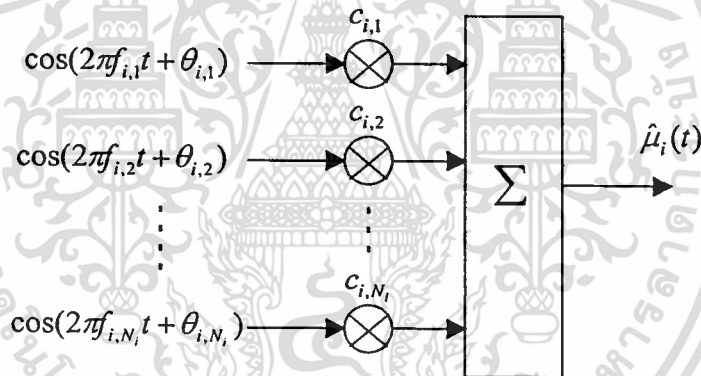 c_{i,1}
cos(2πf_{i,1}t + θ_{i,1})
c_{i,2}
cos(2πf_{i,2}t + θ_{i,2})
Σ
μ̂_i(t)
c_{i,N_i}
cos(2πf_{i,N_i}t + θ_{i,N_i})